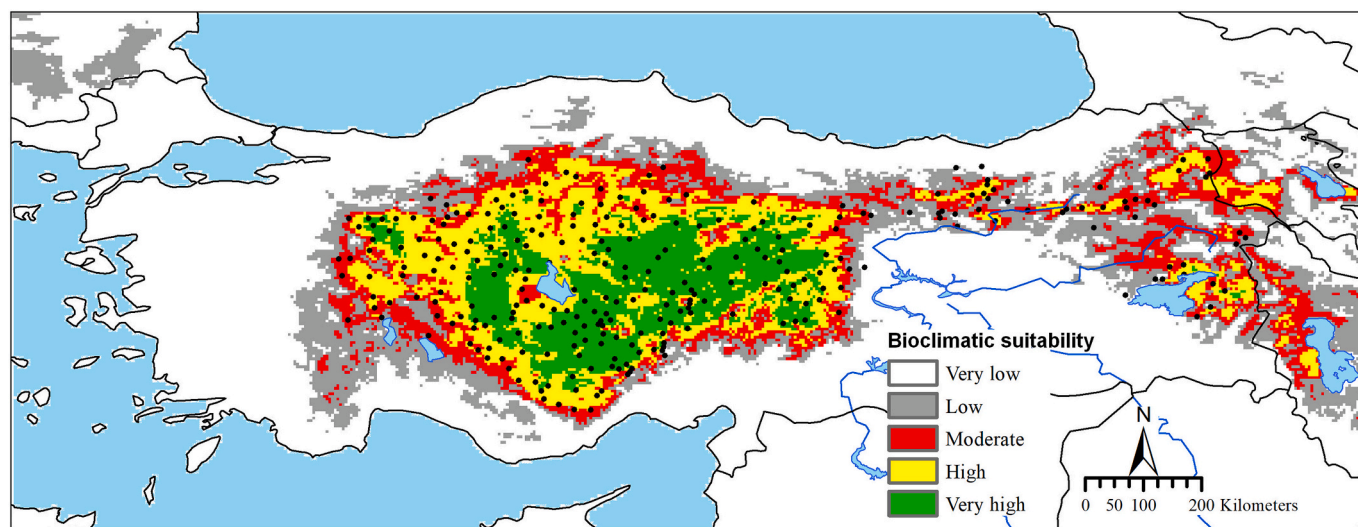 Bioclimatic suitability
Very low
Low
Moderate
High
Very high
N
0 50 100 200 Kilometers